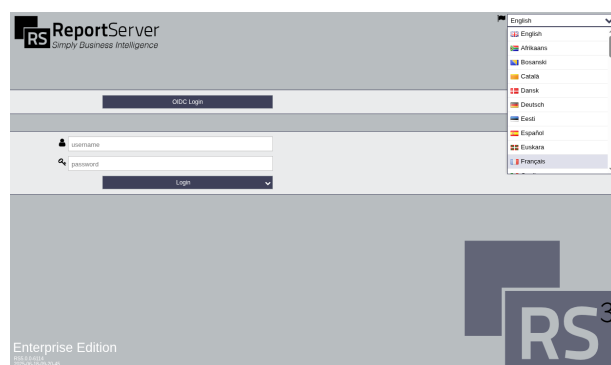 RS ReportServer
Simply Business Intelligence
English
English
Afrikaans
Bosanski
Català
Dansk
Deutsch
Eesti
Español
Euskara
Français
OIDC Login
username
password
Login
RS 3
Enterprise Edition